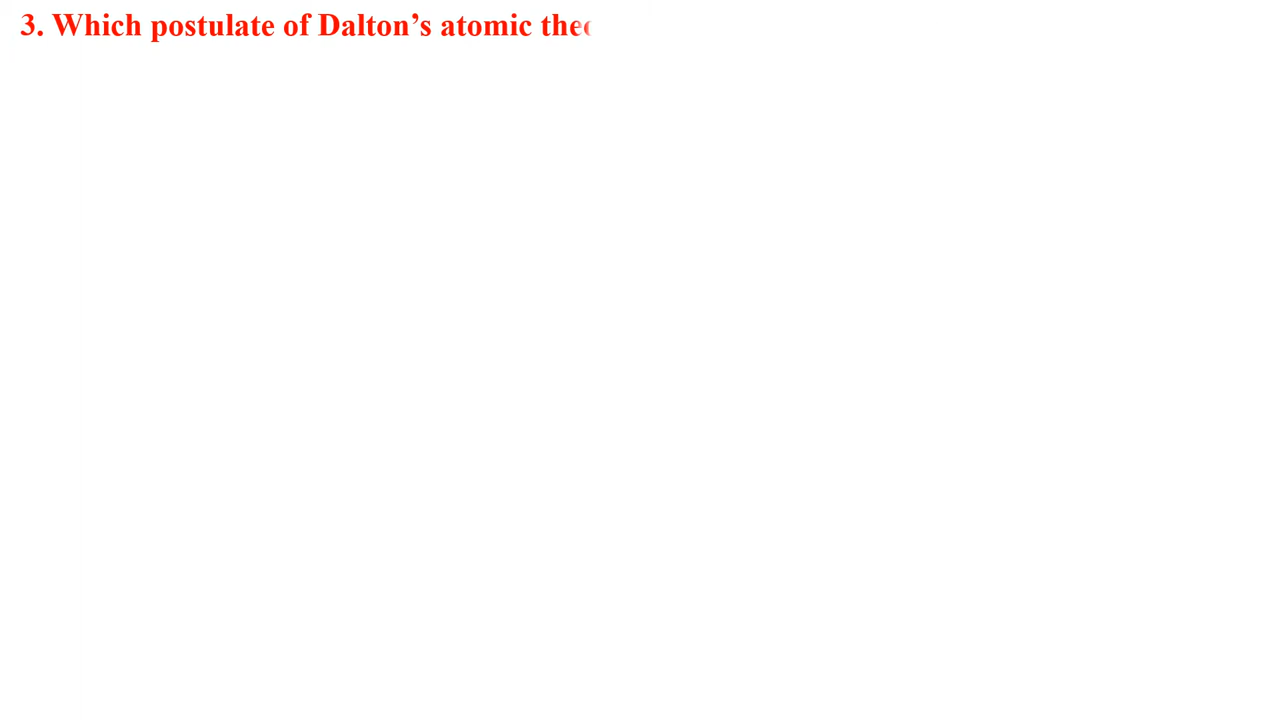 3. Which postulate of Dalton’s atomic